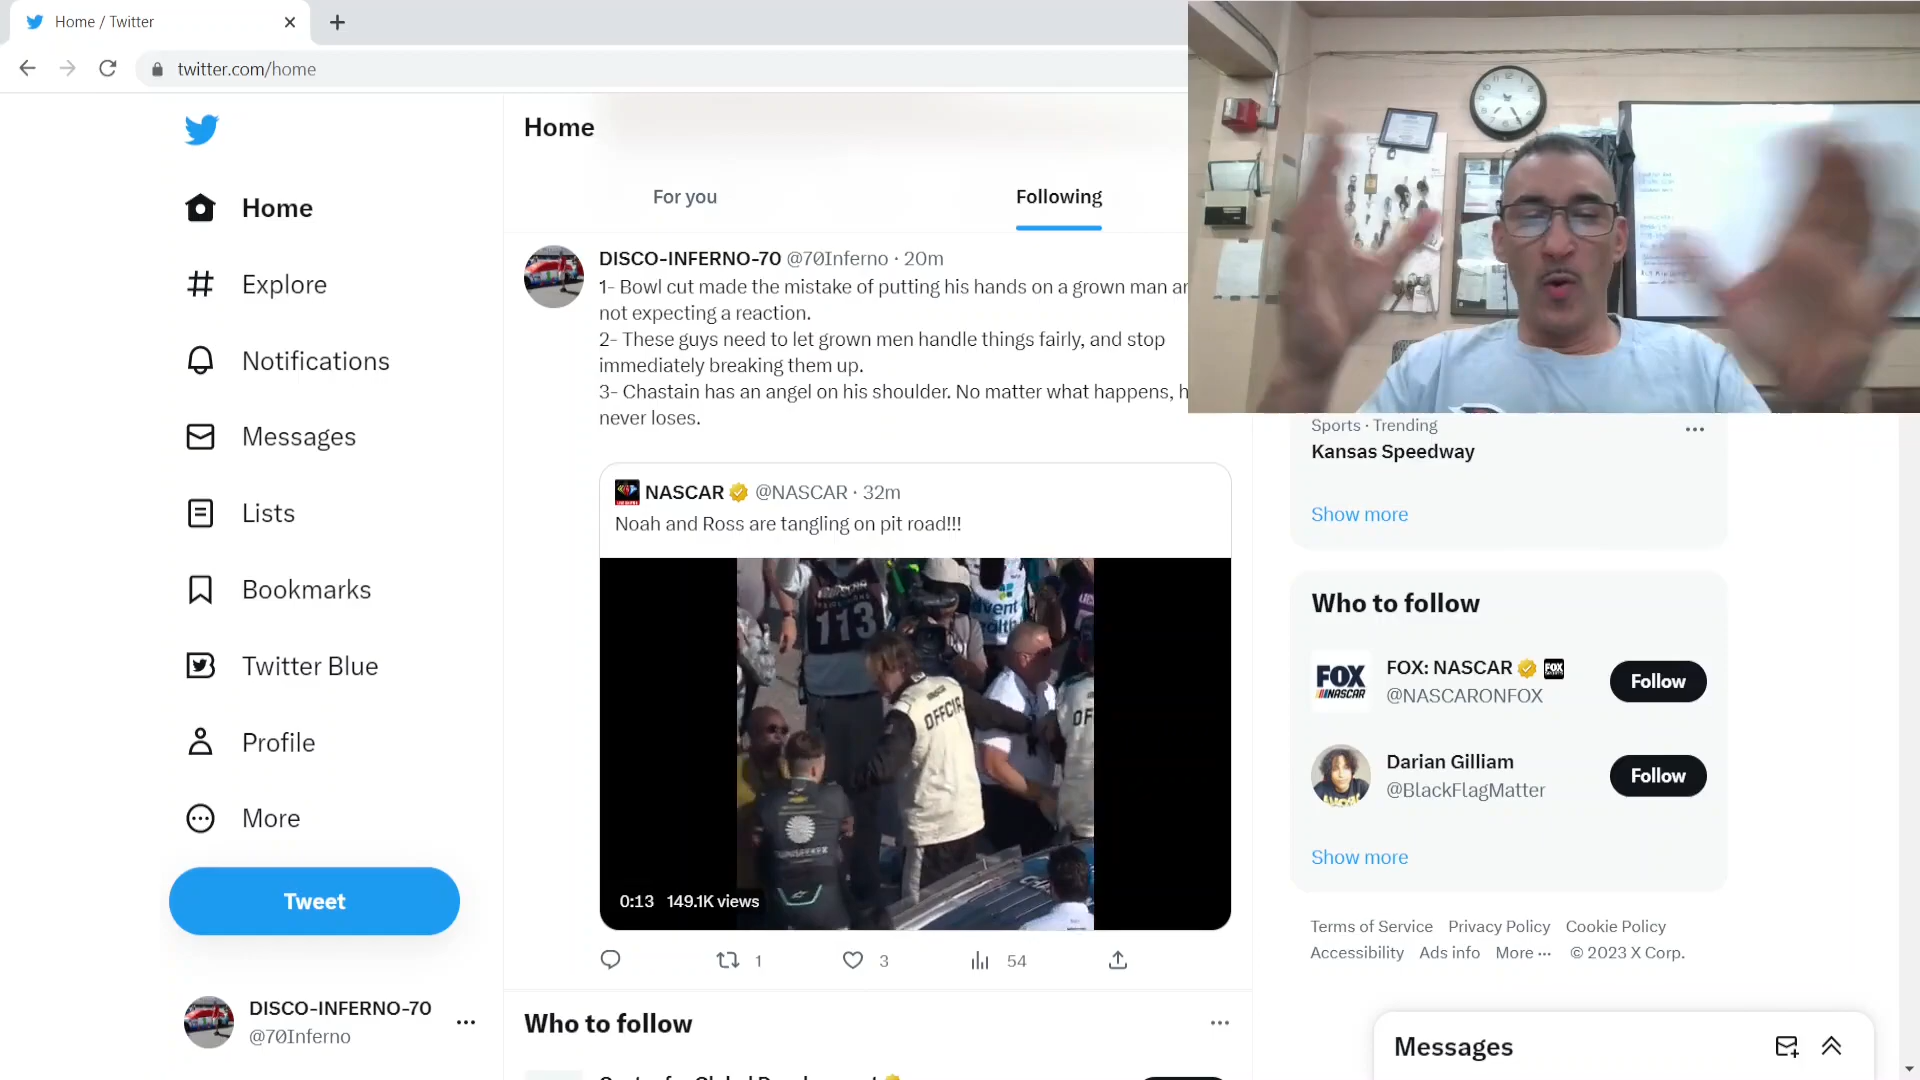 Home / Twitter
twitter.com/home
Home
Explore
Notifications
Messages
Lists
Bookmarks
Twitter Blue
Profile
More
Tweet
DISCO-INFERNO-70
@70Inferno
Home
For you
Following
DISCO-INFERNO-70 @70Inferno · 20m
1- Bowl cut made the mistake of putting his hands on a grown man
not expecting a reaction.
2- These guys need to let grown men handle things fairly, and stop
immediately breaking them up.
3- Chastain has an angel on his shoulder. No matter what happens,
never loses.
NASCAR @NASCAR · 32m
Noah and Ross are tangling on pit road!!!
113
OFFICIAL
0:13 149.1K views
1
3
54
Who to follow
Sports · Trending
Kansas Speedway
Show more
Who to follow
FOX NASCAR
FOX: NASCAR
@NASCARONFOX
Follow
Darian Gilliam
@BlackFlagMatter
Follow
Show more
Terms of Service Privacy Policy Cookie Policy
Accessibility Ads info More ··· © 2023 X Corp.
Messages